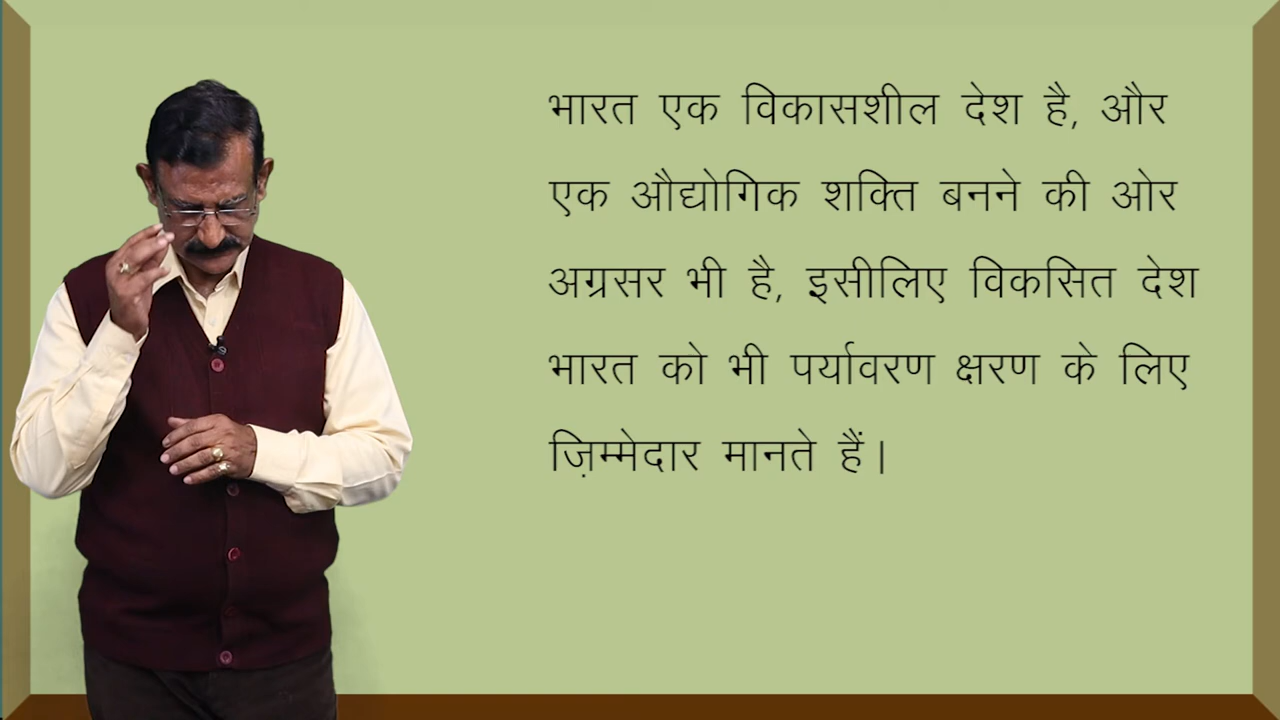 भारत एक विकासशील देश है, और
एक औद्योगिक शक्ति बनने की ओर
अग्रसर भी है, इसीलिए विकसित देश
भारत को भी पर्यावरण क्षरण के लिए
ज़िम्मेदार मानते हैं।